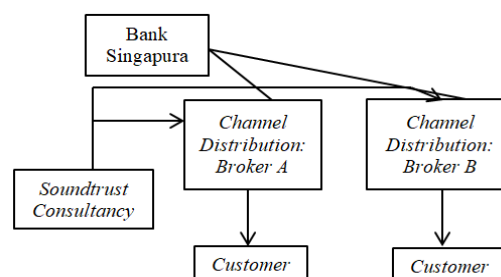 Bank
Singapura
Channel
Distribution:
Broker A
Channel
Distribution:
Broker B
Soundtrust
Consultancy
Customer
Customer